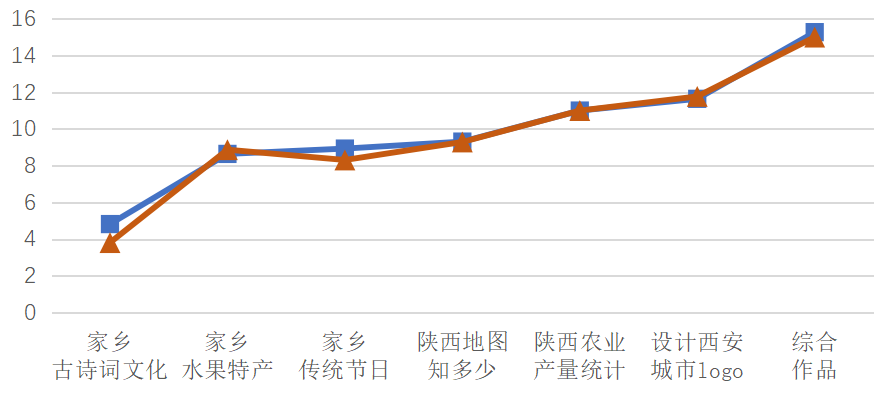 16
14
12
10
8
6
4
2
0
家乡
古诗词文化
家乡
水果特产
家乡
传统节日
陕西地图
知多少
陕西农业
产量统计
设计西安
城市logo
综合
作品